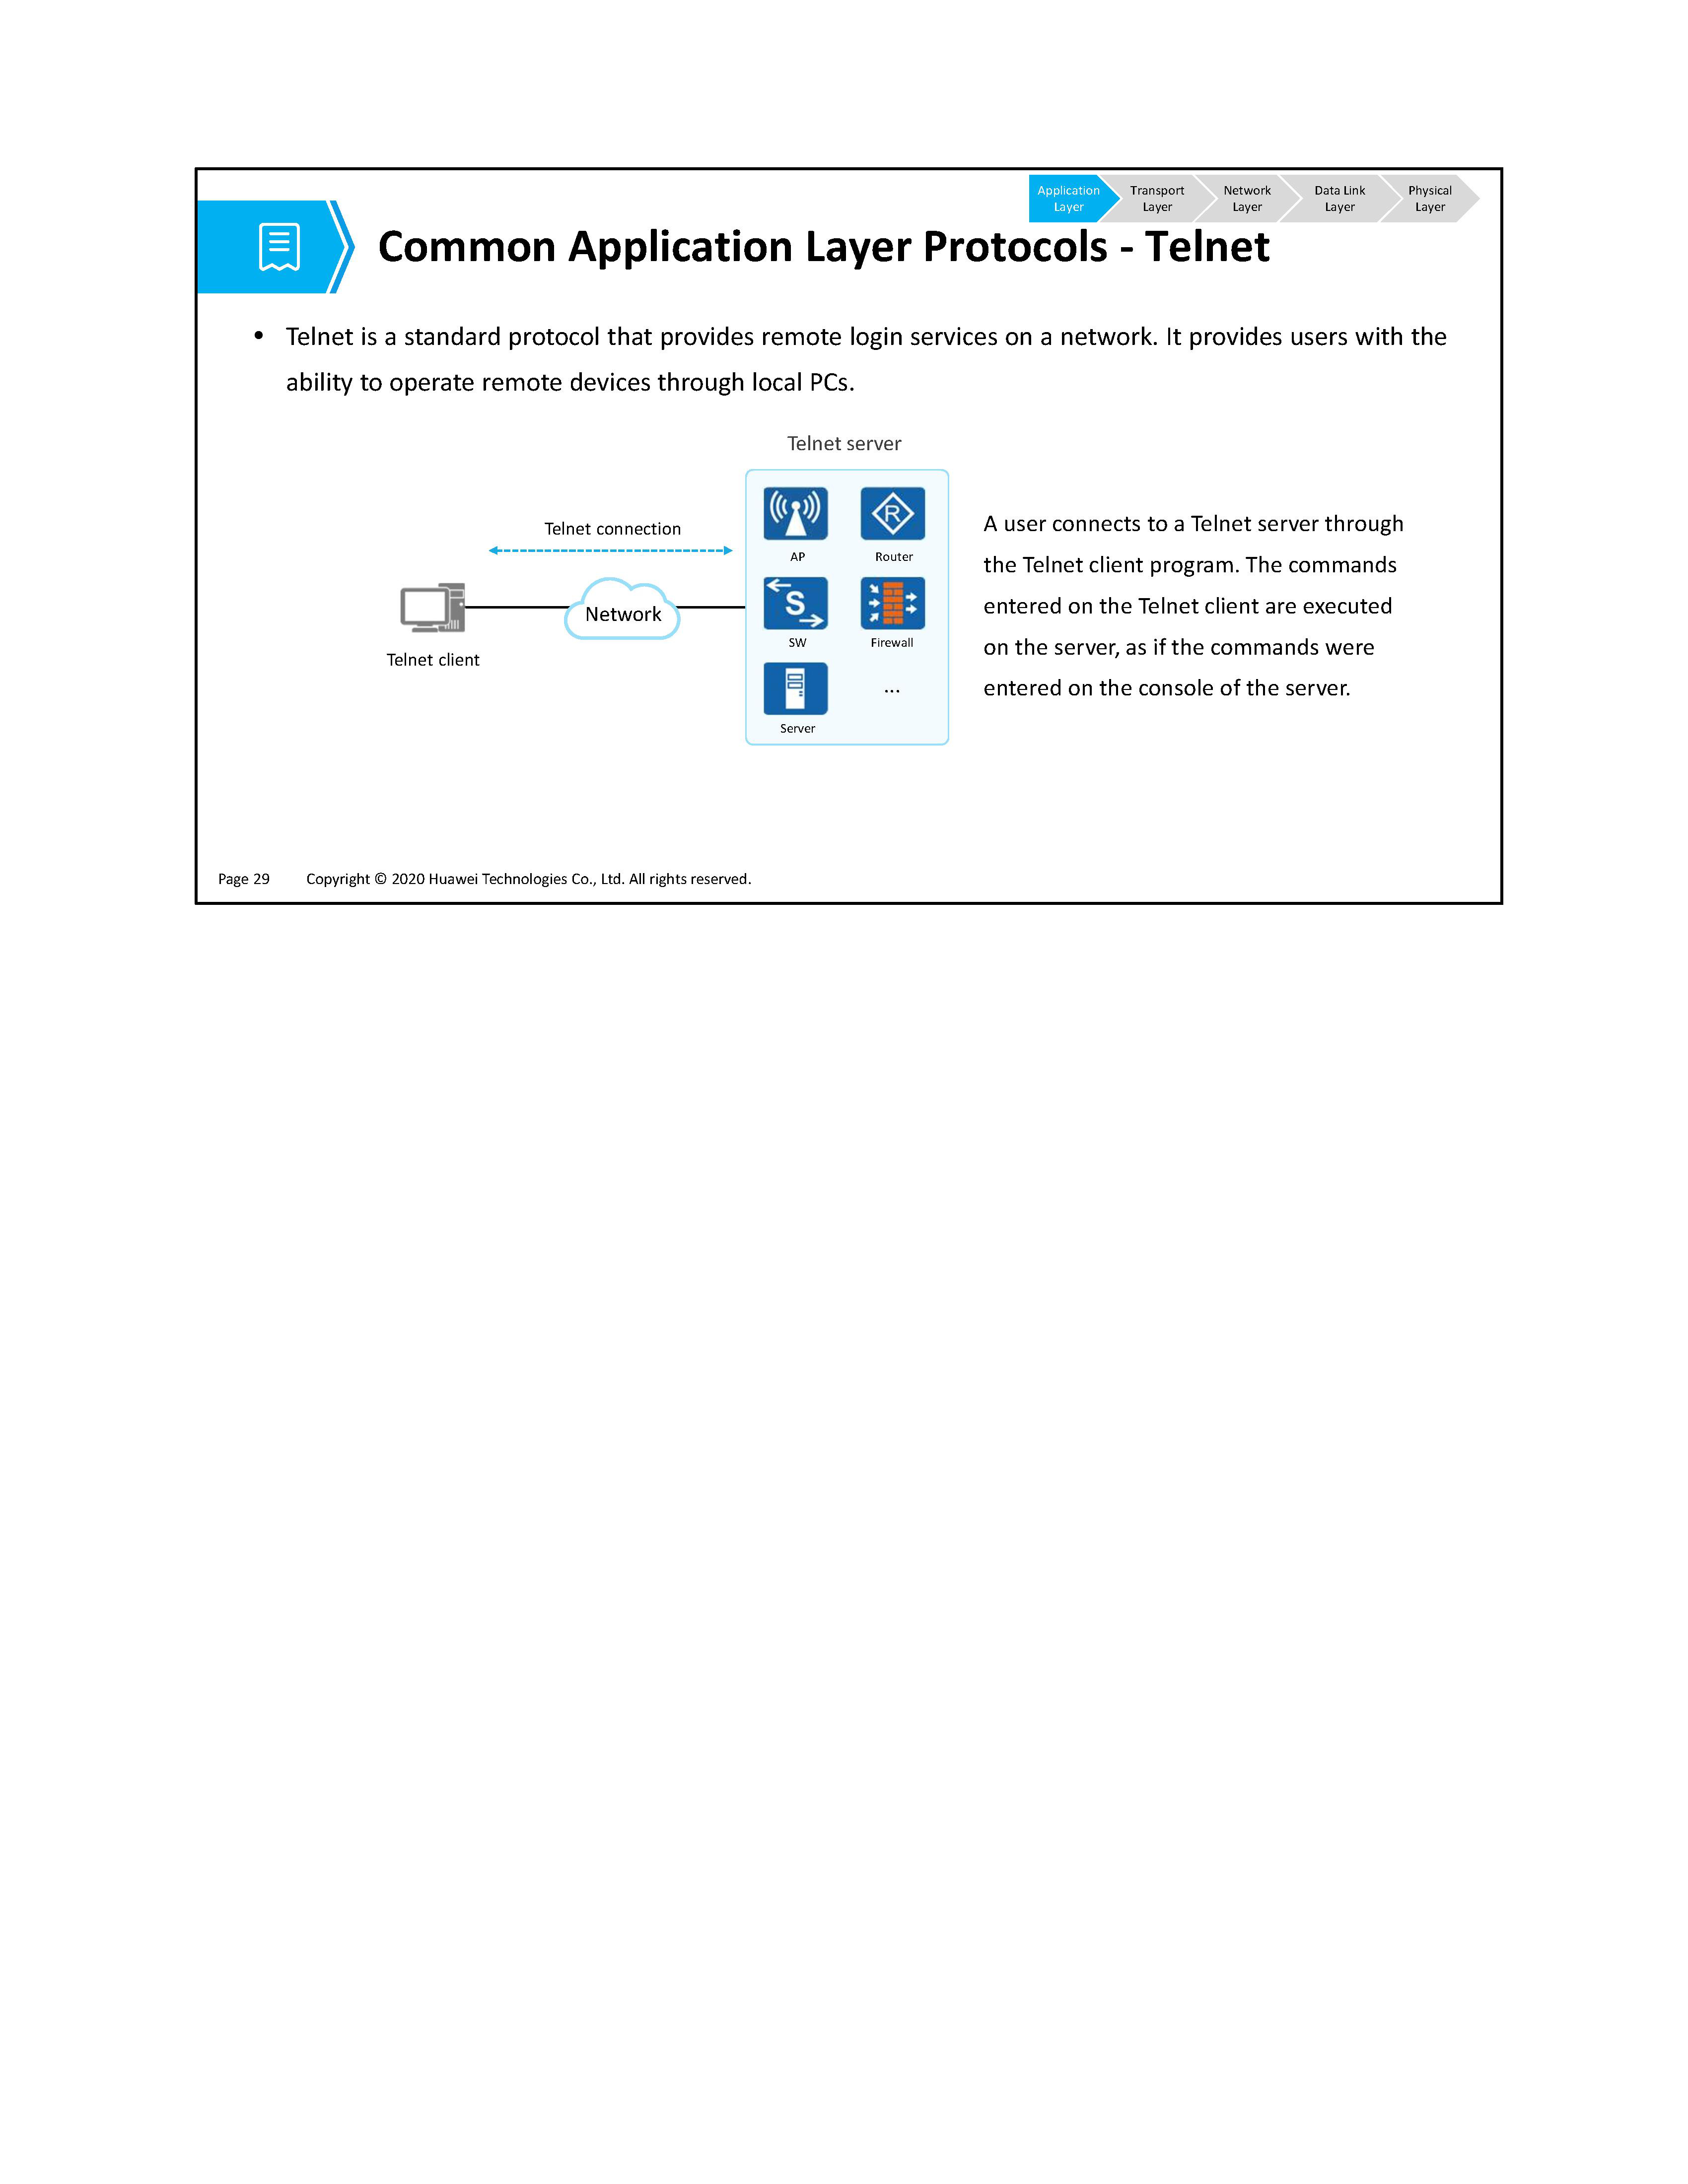 Application Layer
Transport Layer
Network Layer
Data Link Layer
Physical Layer
Common Application Layer Protocols - Telnet
• Telnet is a standard protocol that provides remote login services on a network. It provides users with the
ability to operate remote devices through local PCs.
Telnet server
Telnet connection
AP
Router
Network
S
R
SW
Firewall
Telnet client
...
Server
A user connects to a Telnet server through
the Telnet client program. The commands
entered on the Telnet client are executed
on the server, as if the commands were
entered on the console of the server.
Page 29
Copyright © 2020 Huawei Technologies Co., Ltd. All rights reserved.